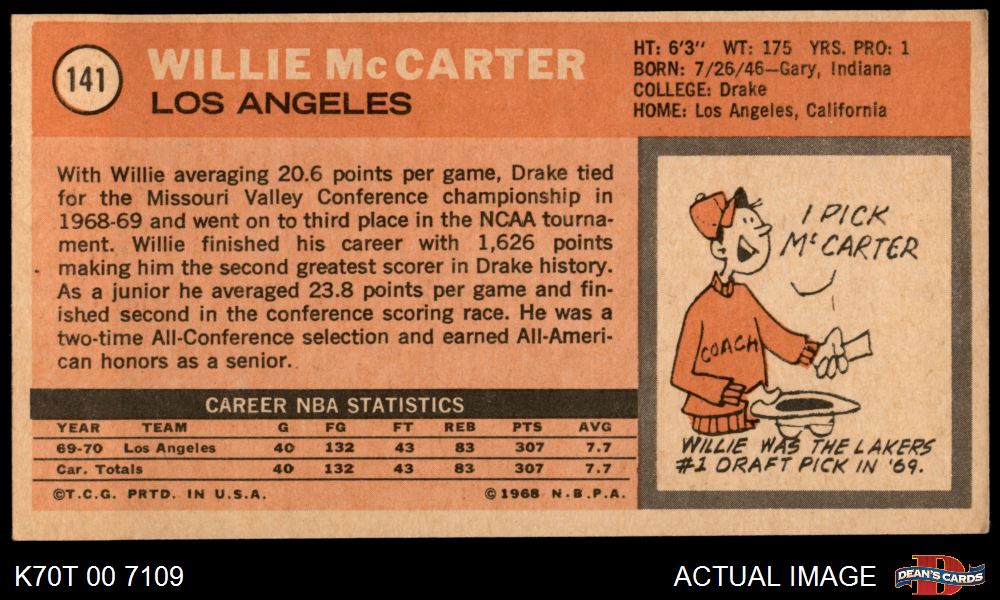 141
WILLIE McCARTER
LOS ANGELES
HT: 6'3" WT: 175 YRS. PRO: 1
BORN: 7/26/46—Gary, Indiana
COLLEGE: Drake
HOME: Los Angeles, California
With Willie averaging 20.6 points per game, Drake tied
for the Missouri Valley Conference championship in
1968-69 and went on to third place in the NCAA tourna-
ment. Willie finished his career with 1,626 points
making him the second greatest scorer in Drake history.
As a junior he averaged 23.8 points per game and fin-
ished second in the conference scoring race. He was a
two-time All-Conference selection and earned All-Ameri-
can honors as a senior.
CAREER NBA STATISTICS
YEAR TEAM G FG FT REB PTS AVG
69-70 Los Angeles 40 132 43 83 307 7.7
Car. Totals 40 132 43 83 307 7.7
©T.C.G. PRTD. IN U.S.A. ©1968 N.B.P.A.
I PICK
McCARTER
COACH
WILLIE WAS THE LAKERS
#1 DRAFT PICK IN '69.
K70T 00 7109
ACTUAL IMAGE
D
DEAN'S CARDS